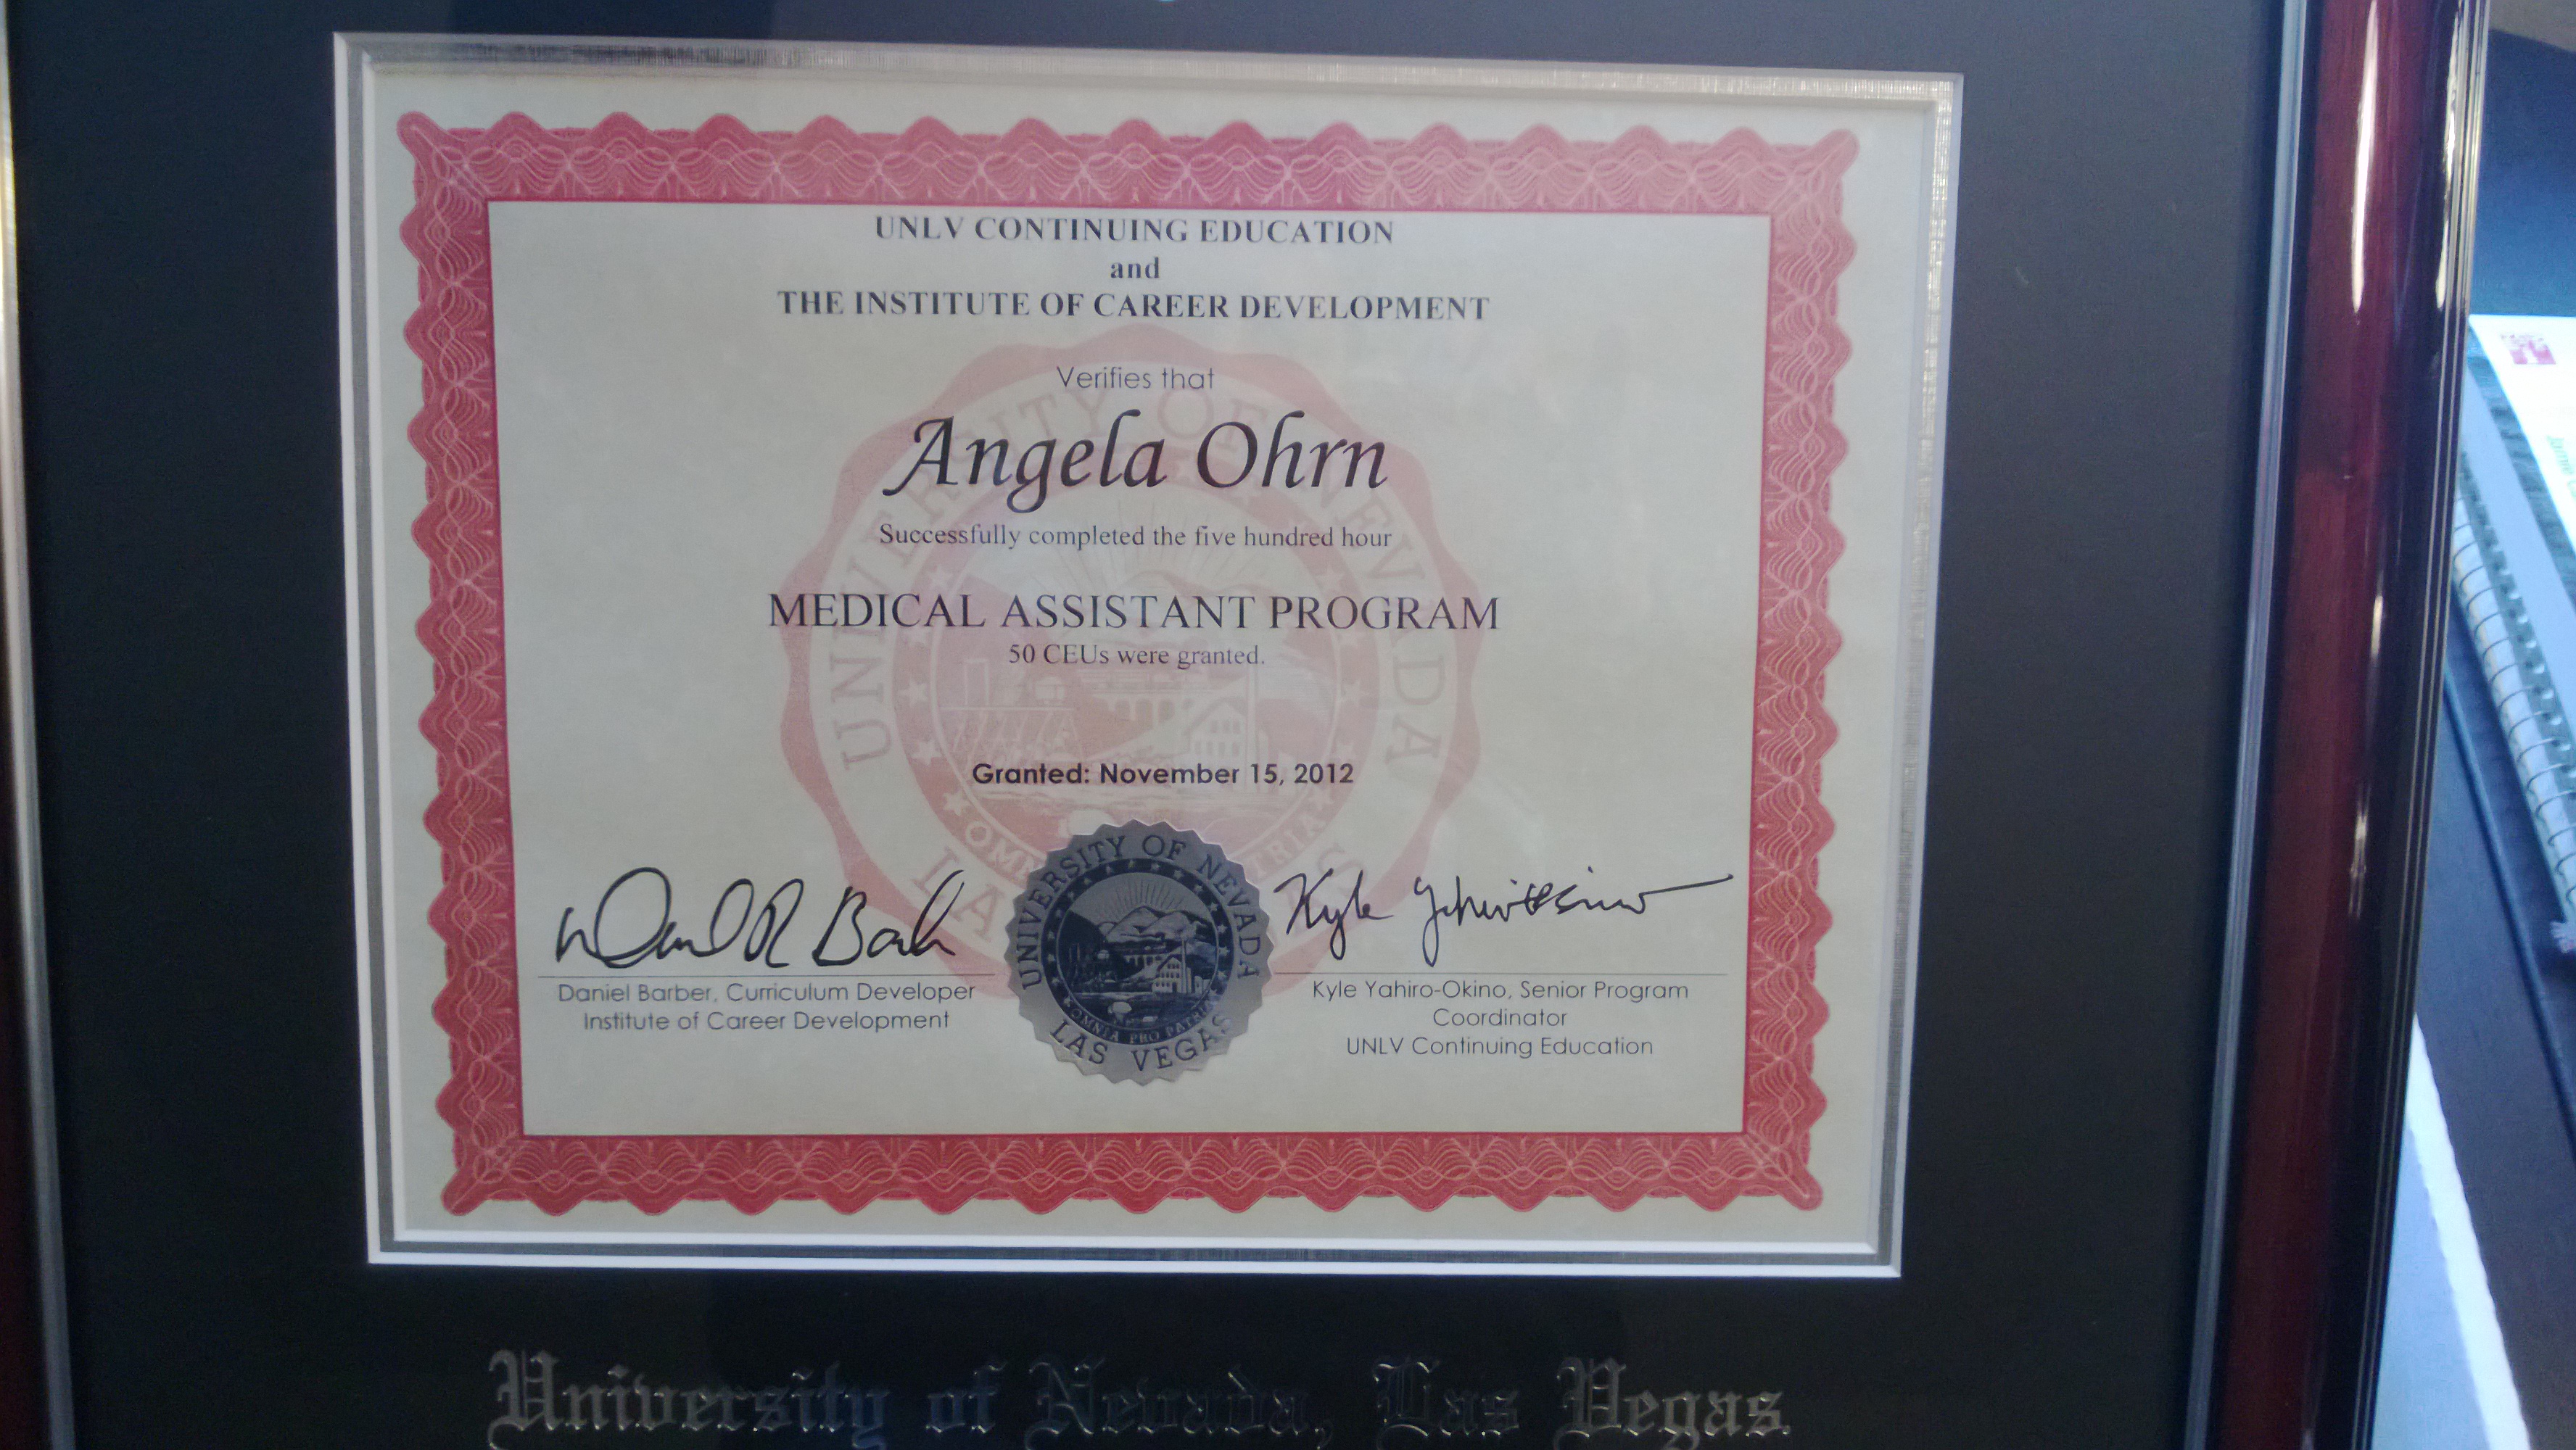 UNLV CONTINUING EDUCATION
and
THE INSTITUTE OF CAREER DEVELOPMENT
Verifies that
Angela Ohrn
Successfully completed the five hundred hour
MEDICAL ASSISTANT PROGRAM
50 CEUs were granted.
Granted: November 15, 2012
UNIVERSITY OF NEVADA
OMNIA PRO PATRIA
LAS VEGAS
Daniel Barber, Curriculum Developer
Institute of Career Development
Kyle Yahiro-Okino, Senior Program
Coordinator
UNLV Continuing Education
University of Nevada, Las Vegas